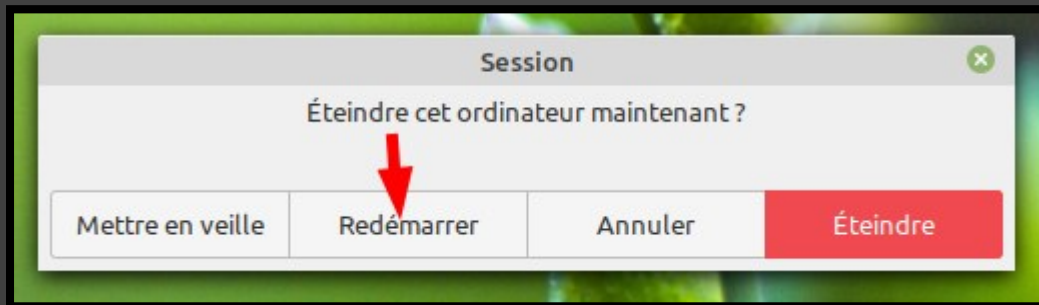 Session
Éteindre cet ordinateur maintenant ?
Mettre en veille
Redémarrer
Annuler
Éteindre